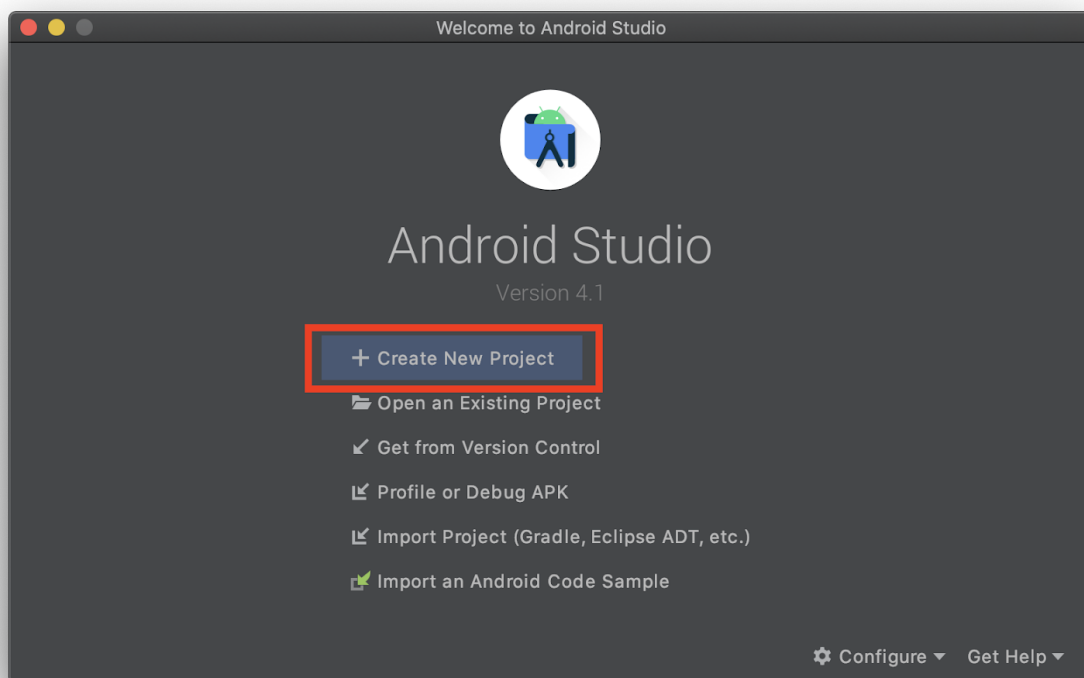 Welcome to Android Studio
Android Studio
Version 4.1
Create New Project
Open an Existing Project
Get from Version Control
Profile or Debug APK
Import Project (Gradle, Eclipse ADT, etc.)
Import an Android Code Sample
Configure Get Help